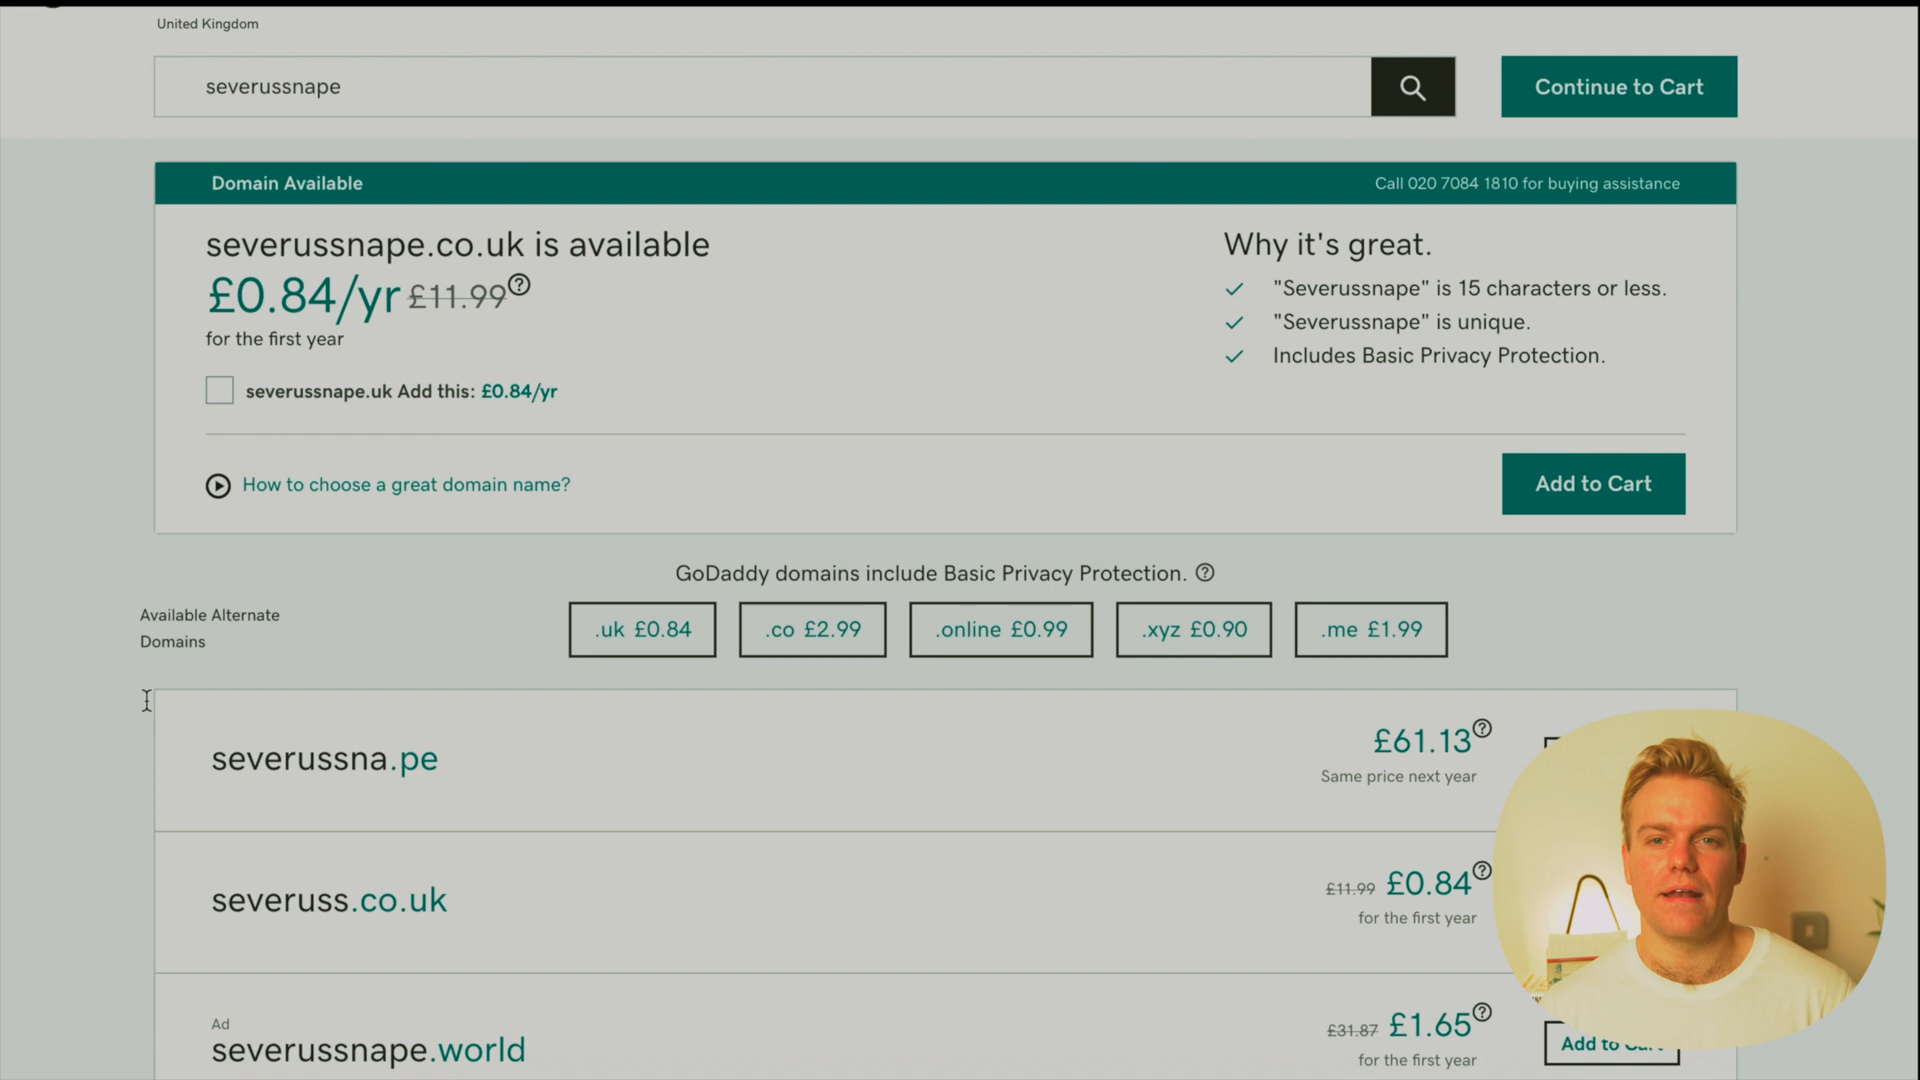 United Kingdom
severussnape
Continue to Cart
Domain Available
Call 020 7084 1810 for buying assistance
severussnape.co.uk is available
£0.84/yr £11.99
for the first year
severussnape.uk Add this: £0.84/yr
Why it's great.
"Severussnape" is 15 characters or less.
"Severussnape" is unique.
Includes Basic Privacy Protection.
How to choose a great domain name?
Add to Cart
GoDaddy domains include Basic Privacy Protection.
Available Alternate
Domains
.uk £0.84
.co £2.99
.online £0.99
.xyz £0.90
.me £1.99
severussna.pe
£61.13
Same price next year
severuss.co.uk
£11.99 £0.84
for the first year
Ad
severussnape.world
£31.87 £1.65
for the first year
Add to